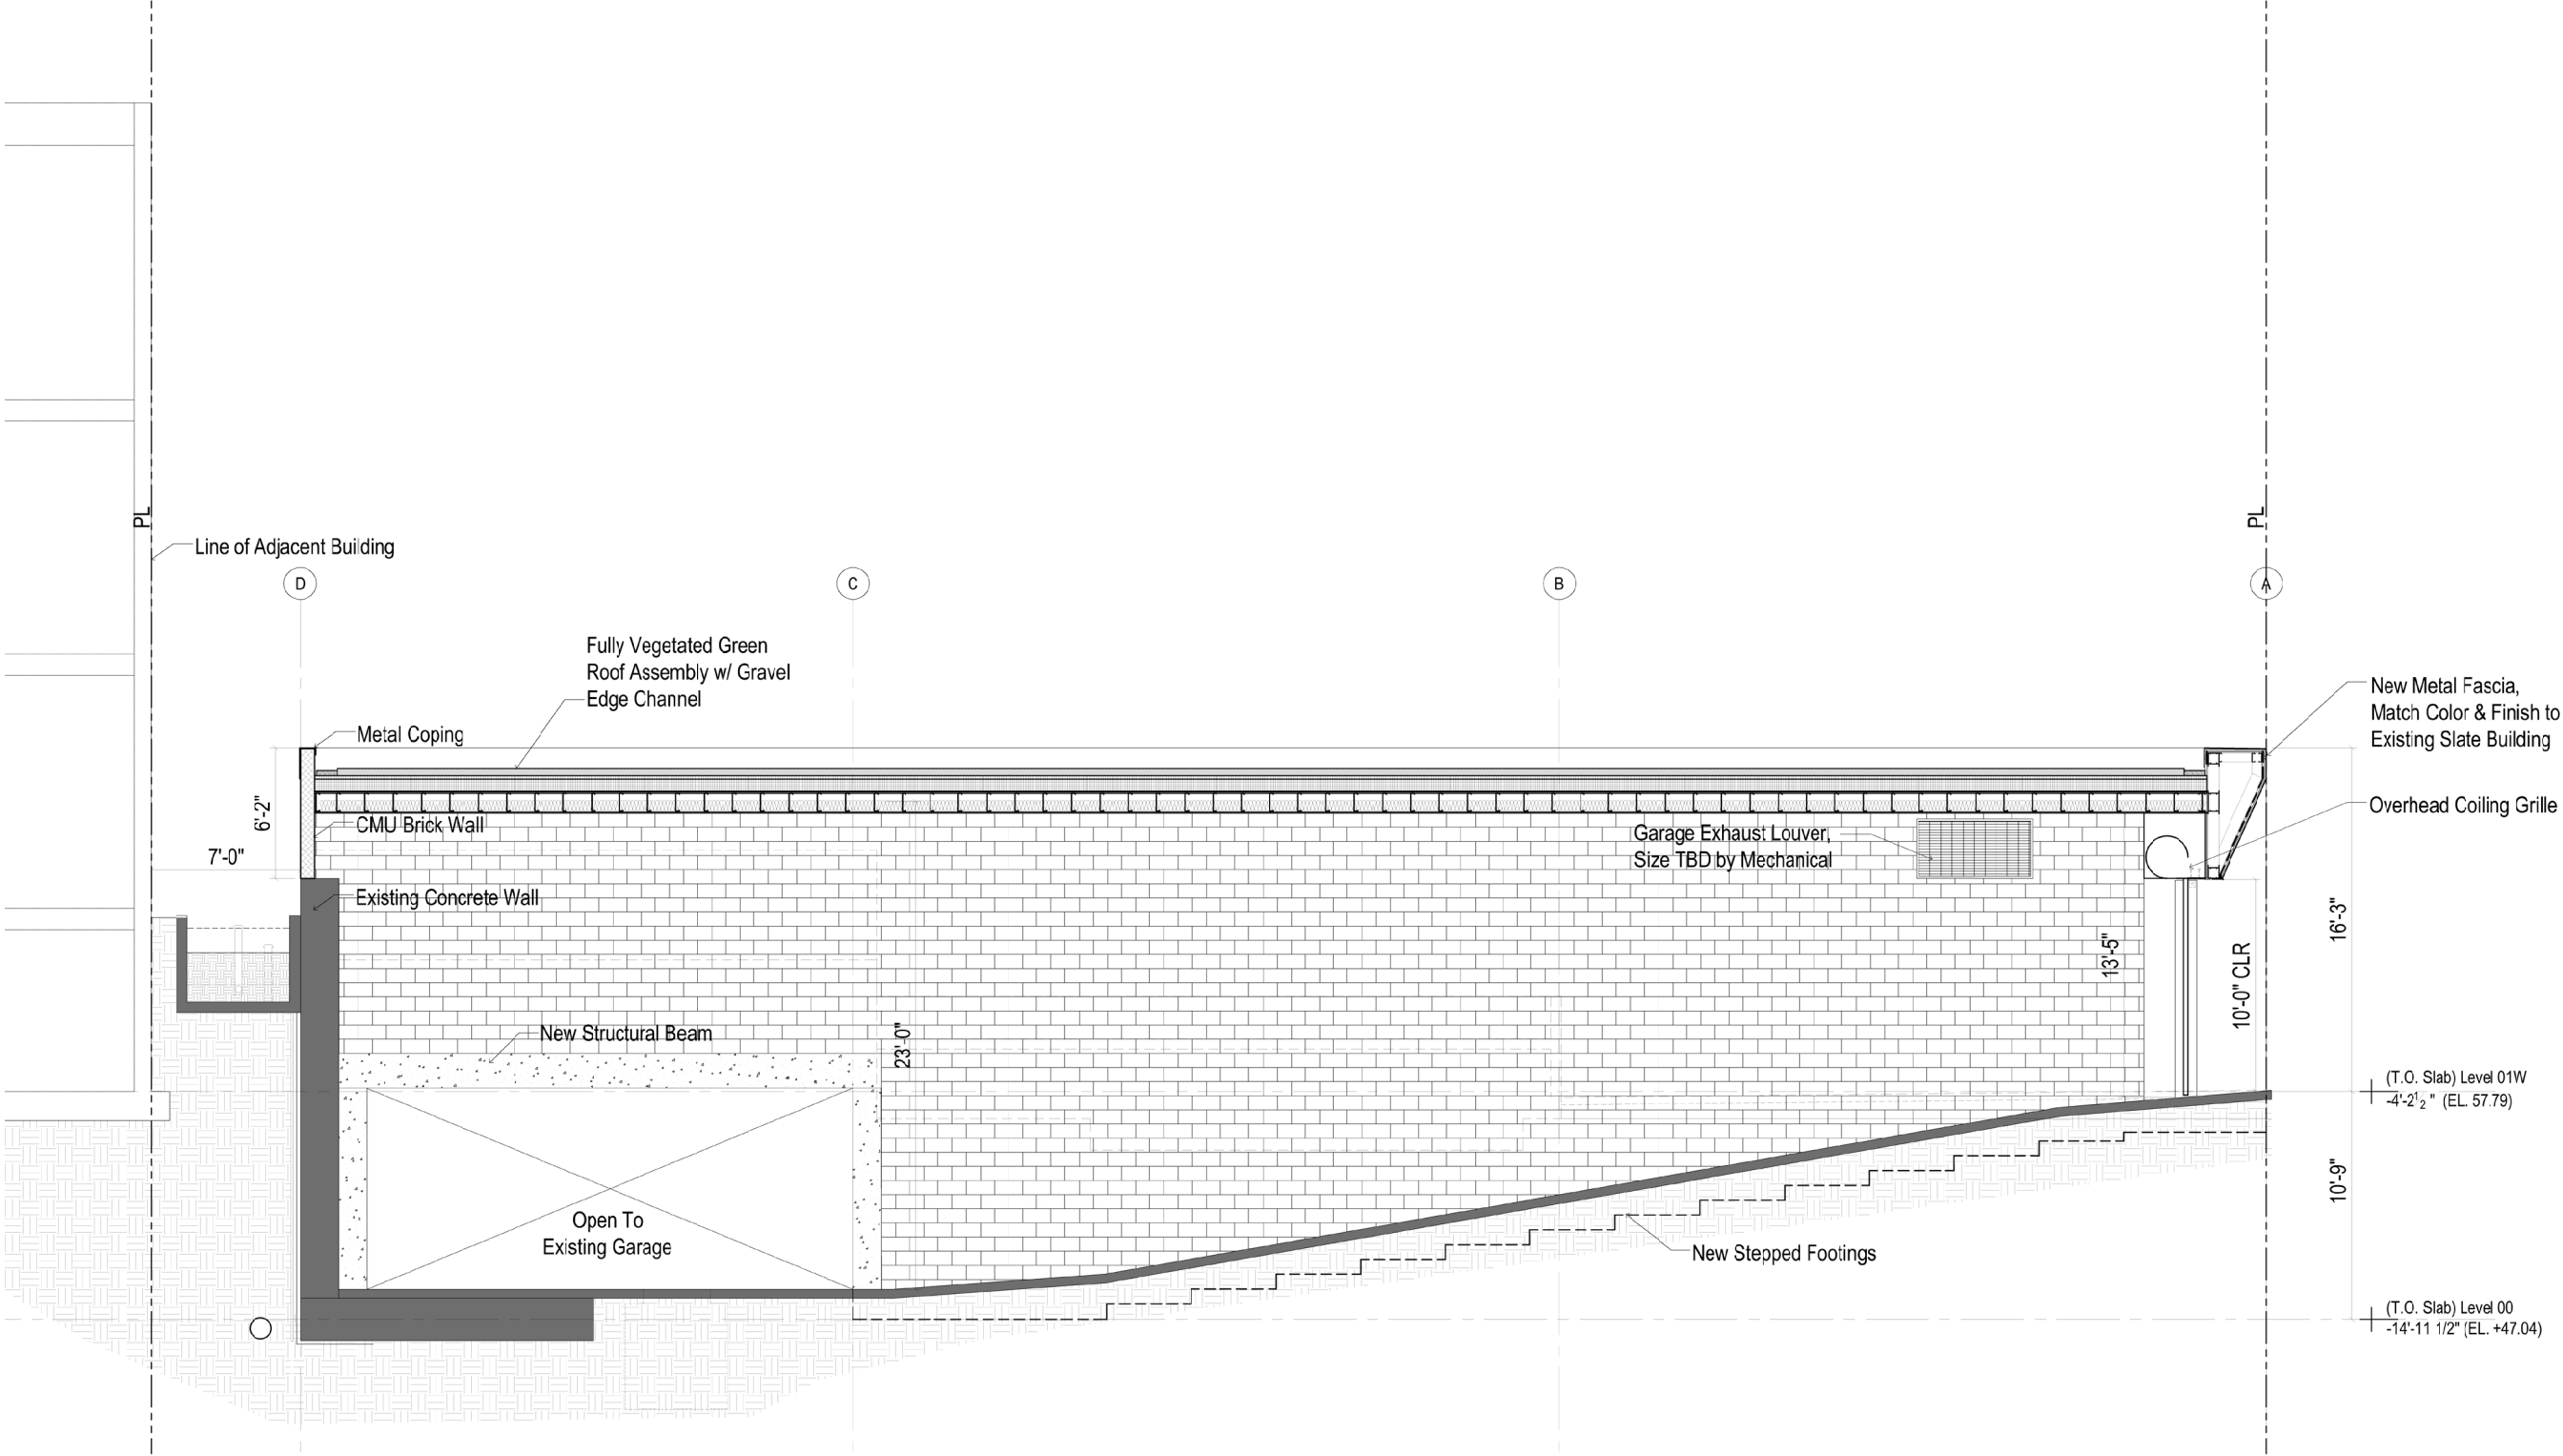 PL
PL
Line of Adjacent Building
D
C
B
A
Fully Vegetated Green
Roof Assembly w/ Gravel
Edge Channel
New Metal Fascia,
Match Color & Finish to
Existing Slate Building
Metal Coping
6'-2"
CMU Brick Wall
Overhead Coiling Grille
Garage Exhaust Louver,
Size TBD by Mechanical
7'-0"
Existing Concrete Wall
16'-3"
13'-5"
10'-0" CLR
New Structural Beam
23'-0"
(T.O. Slab) Level 01W
-4'-2 1/2" (EL. 57.79)
10'-9"
Open To
Existing Garage
New Stepped Footings
(T.O. Slab) Level 00
-14'-11 1/2" (EL. +47.04)